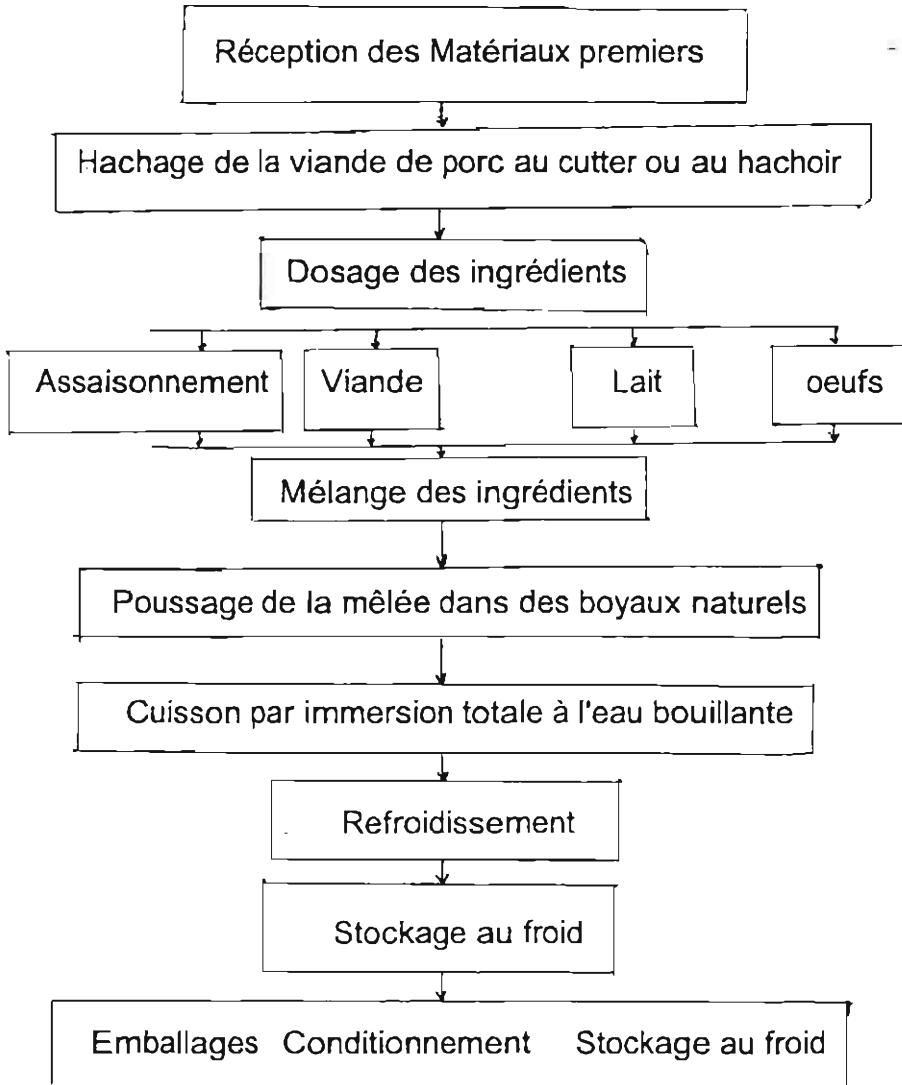 Réception des Matériaux premiers
Hachage de la viande de porc au cutter ou au hachoir
Dosage des ingrédients
Assaisonnement
Viande
Lait
oeufs
Mélange des ingrédients
Poussage de la mêlée dans des boyaux naturels
Cuisson par immersion totale à l'eau bouillante
Refroidissement
Stockage au froid
Emballages Conditionnement Stockage au froid